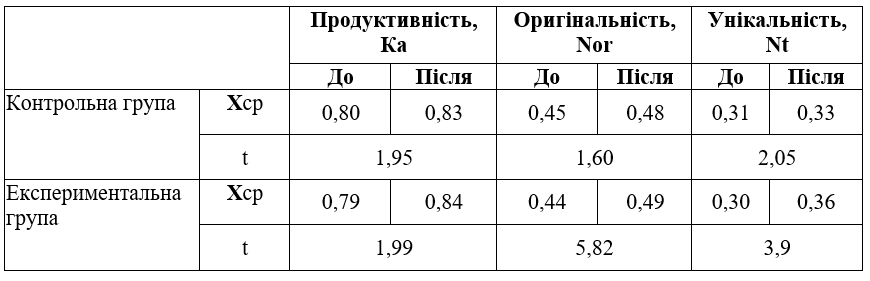 Продуктивність, Ка Оригінальність, Nor Унікальність, Nt
До Після До Після До Після
Контрольна група Хср 0,80 0,83 0,45 0,48 0,31 0,33
t 1,95 1,60 2,05
Експериментальна група Хср 0,79 0,84 0,44 0,49 0,30 0,36
t 1,99 5,82 3,9